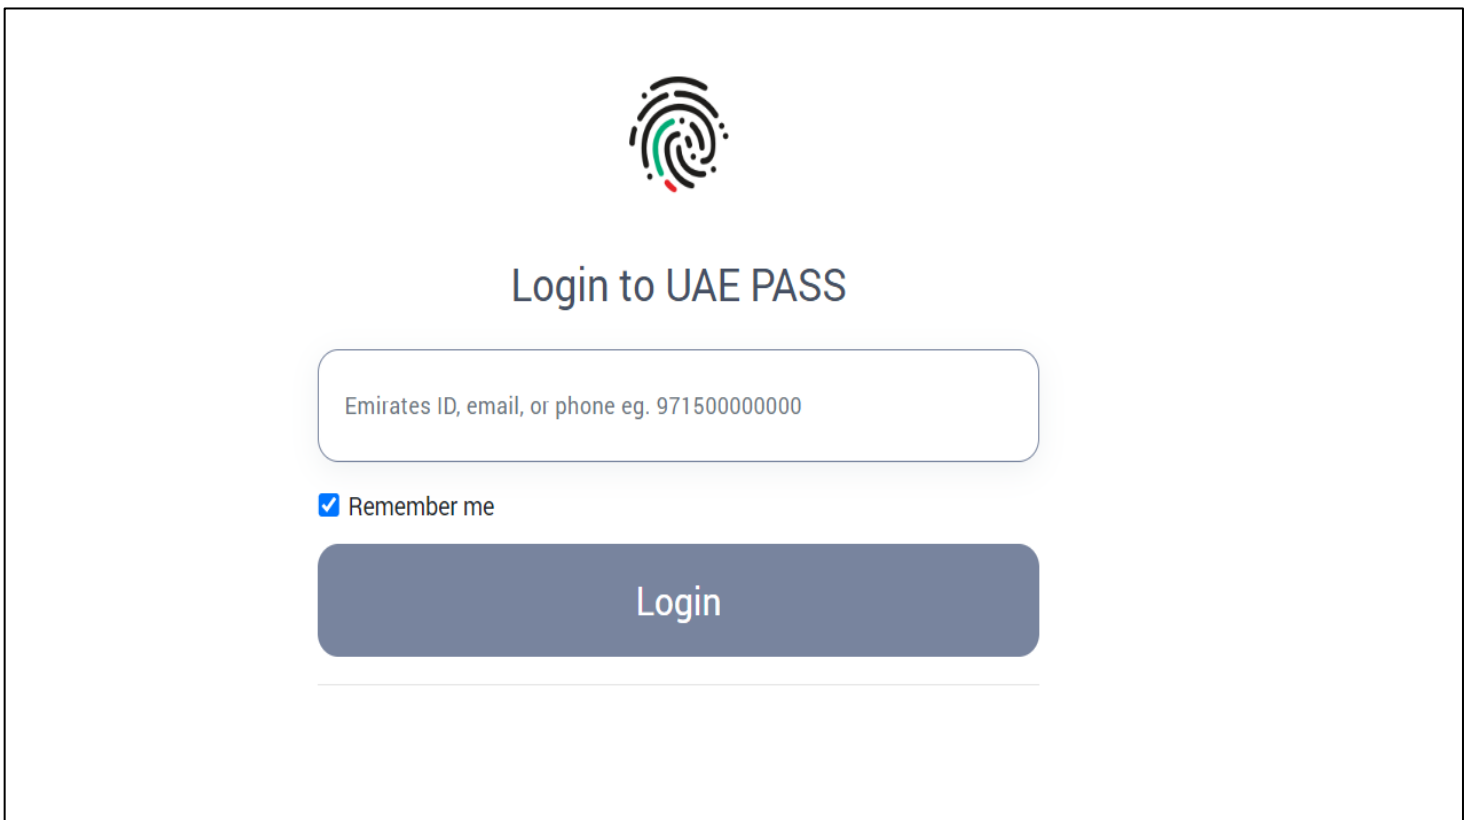 Login to UAE PASS
Emirates ID, email, or phone eg. 971500000000
Remember me
Login